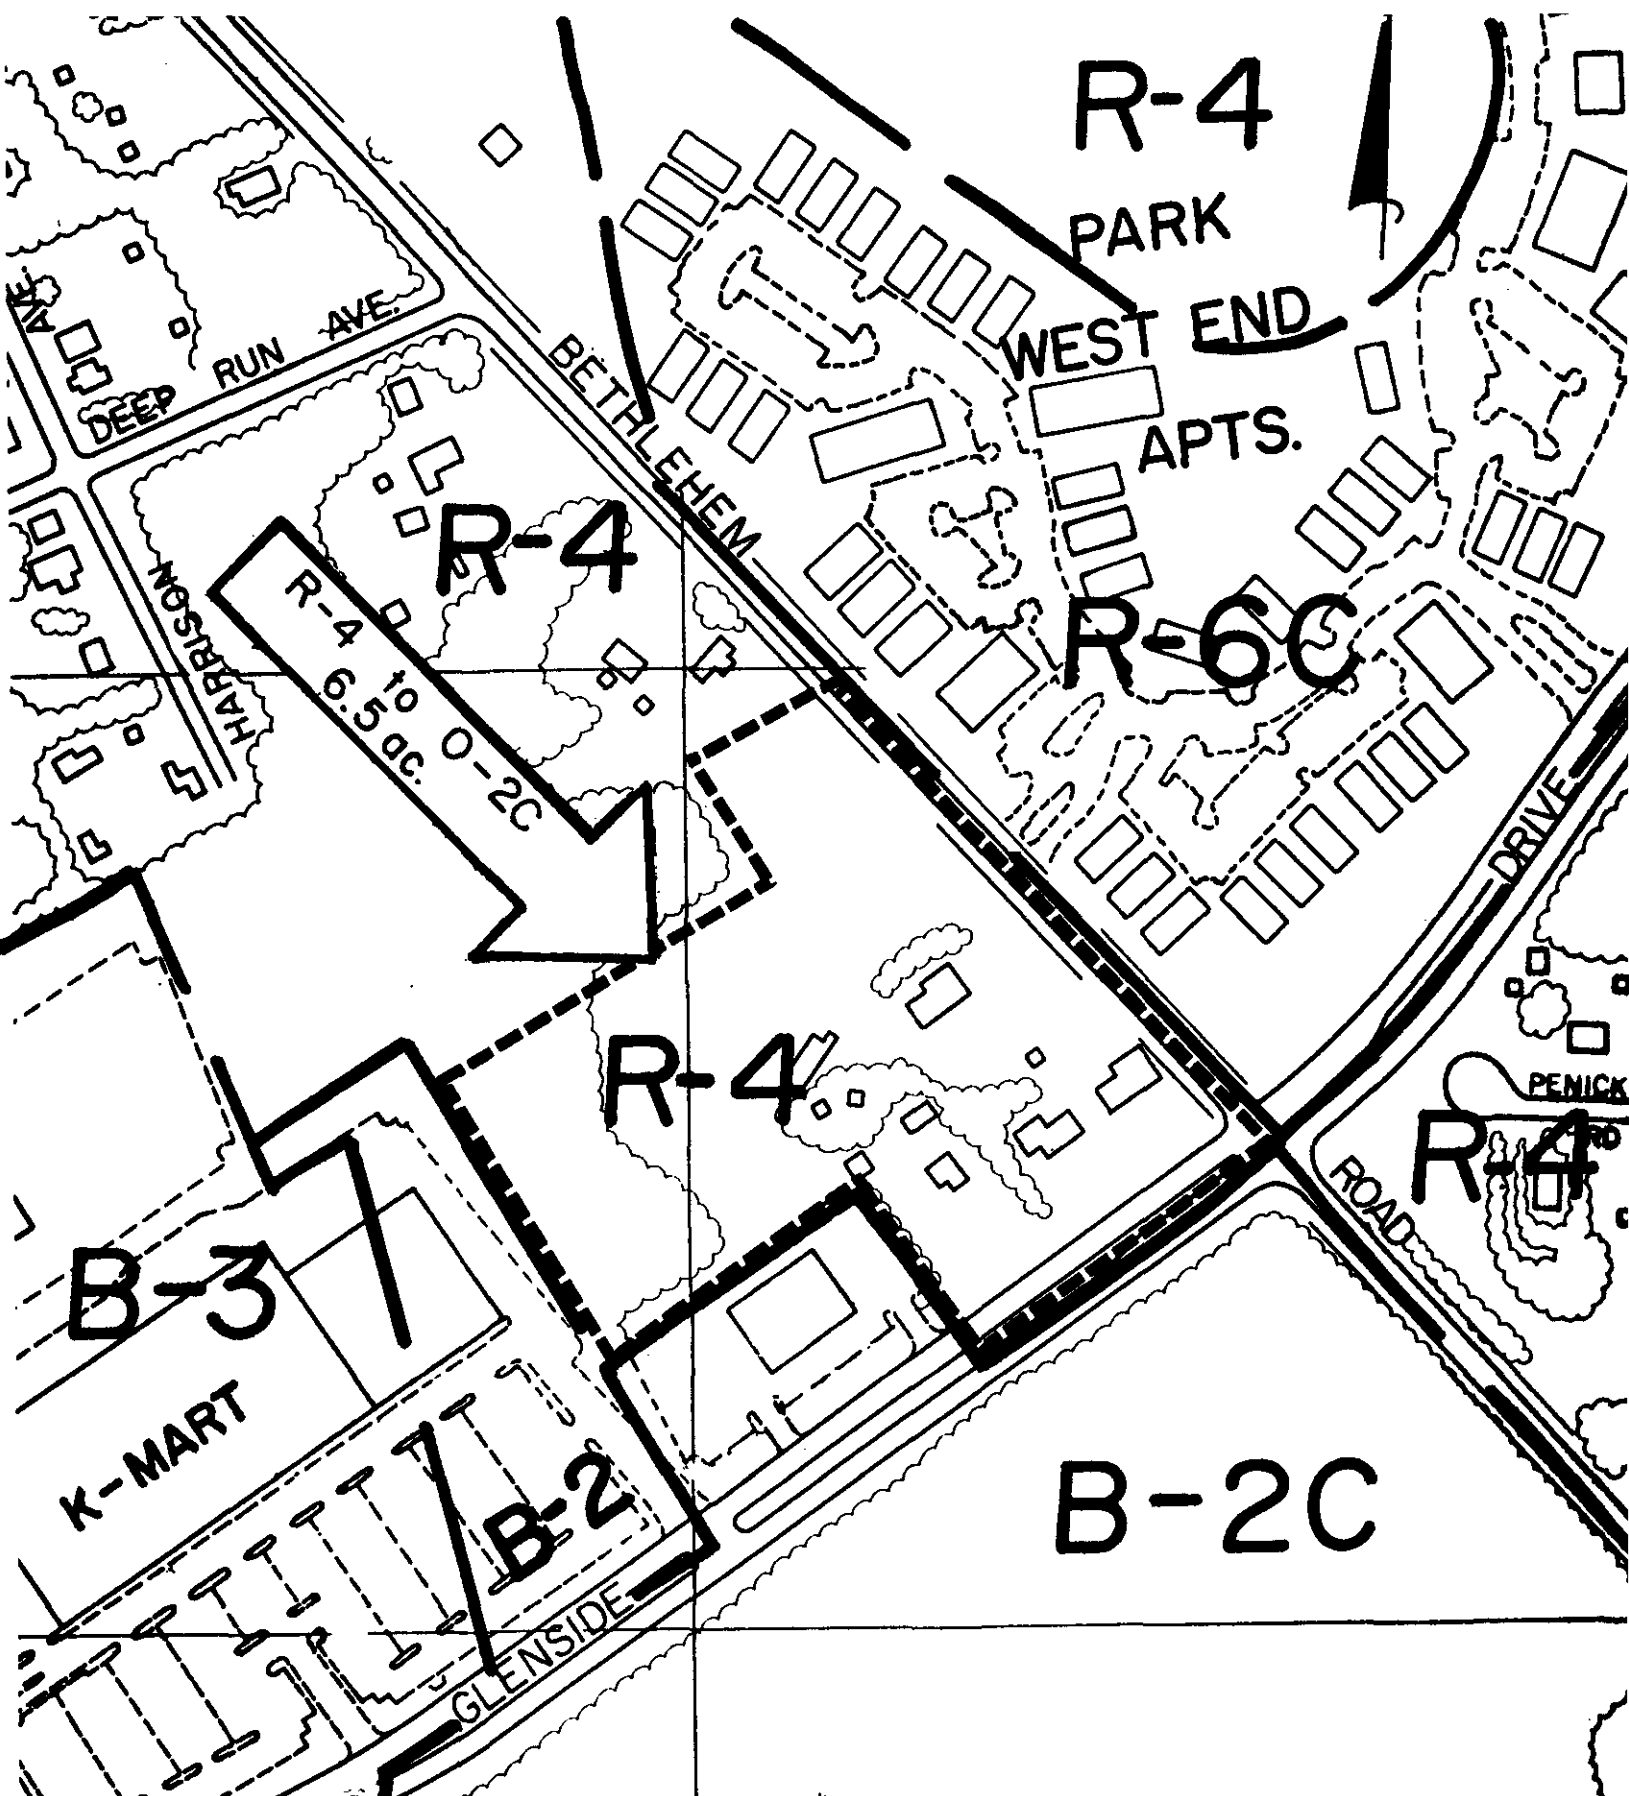 R-4
PARK
WEST END
APTS.
AVE.
DEEP RUN AVE.
BETHLEHEM
R-4
R-4 to O-2C
6.5 ac.
HARRISON
R-6C
DRIVE
R-4
PENICK
RD
R-4
ROAD
B-3
K-MART
B-2
B-2C
GLENSIDE